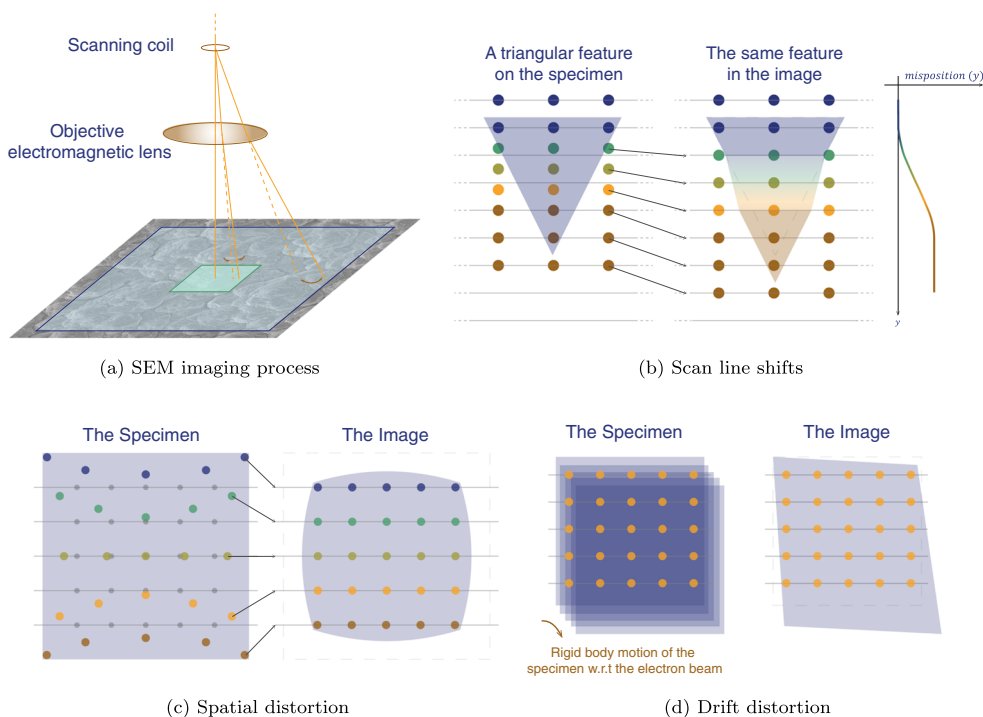 Scanning coil
Objective
electromagnetic lens
(a) SEM imaging process
A triangular feature
on the specimen
The same feature
in the image
misposition (y)
y
(b) Scan line shifts
The Specimen
The Image
(c) Spatial distortion
The Specimen
The Image
Rigid body motion of the
specimen w.r.t the electron beam
(d) Drift distortion